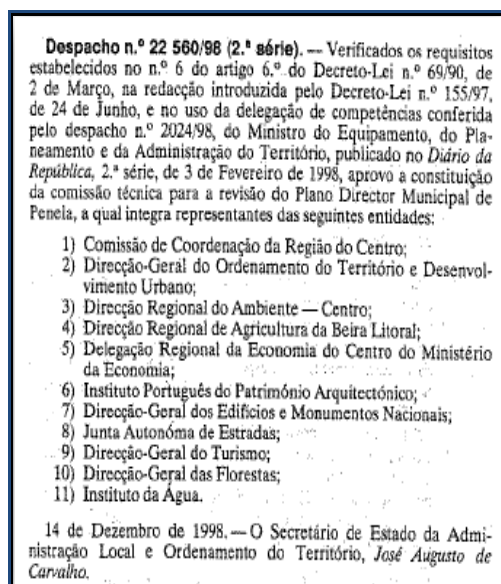 Despacho n.º 22 560/98 (2.ª série). — Verificados os requisitos
estabelecidos no n.º 6 do artigo 6.º do Decreto-Lei n.º 69/90, de
2 de Março, na redacção introduzida pelo Decreto-Lei n.º 155/97,
de 24 de Junho, e no uso da delegação de competências conferida
pelo despacho n.º 2024/98, do Ministro do Equipamento, do Pla-
neamento e da Administração do Território, publicado no Diário da
República, 2.ª série, de 3 de Fevereiro de 1998, aprovo a constituição
da comissão técnica para a revisão do Plano Director Municipal de
Penela, a qual integra representantes das seguintes entidades:
1) Comissão de Coordenação da Região do Centro;
2) Direcção-Geral do Ordenamento do Território e Desenvol-
vimento Urbano;
3) Direcção Regional do Ambiente — Centro;
4) Direcção Regional de Agricultura da Beira Litoral;
5) Delegação Regional da Economia do Centro do Ministério
da Economia;
6) Instituto Português do Património Arquitectónico;
7) Direcção-Geral dos Edifícios e Monumentos Nacionais;
8) Junta Autonóma de Estradas;
9) Direcção-Geral do Turismo;
10) Direcção-Geral das Florestas;
11) Instituto da Água.
14 de Dezembro de 1998. — O Secretário de Estado da Admi-
nistração Local e Ordenamento do Território, José Augusto de
Carvalho.